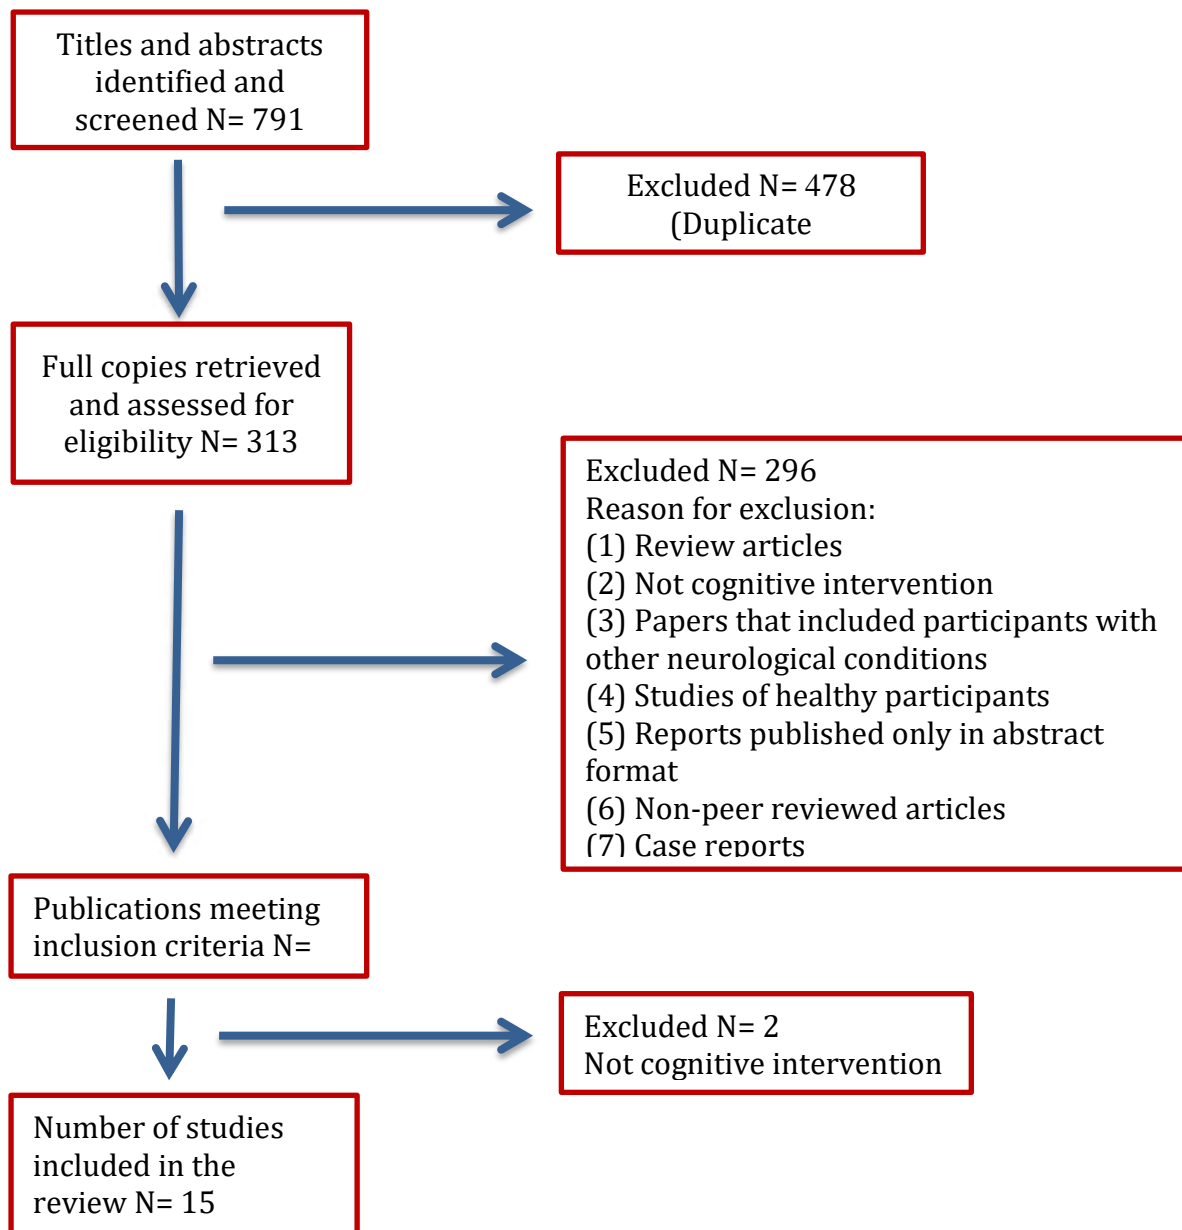 Titles and abstracts
identified and
screened N= 791
Excluded N= 478
(Duplicate
Full copies retrieved
and assessed for
eligibility N= 313
Excluded N= 296
Reason for exclusion:
(1) Review articles
(2) Not cognitive intervention
(3) Papers that included participants with
other neurological conditions
(4) Studies of healthy participants
(5) Reports published only in abstract
format
(6) Non-peer reviewed articles
(7) Case reports
Publications meeting
inclusion criteria N=
Excluded N= 2
Not cognitive intervention
Number of studies
included in the
review N= 15